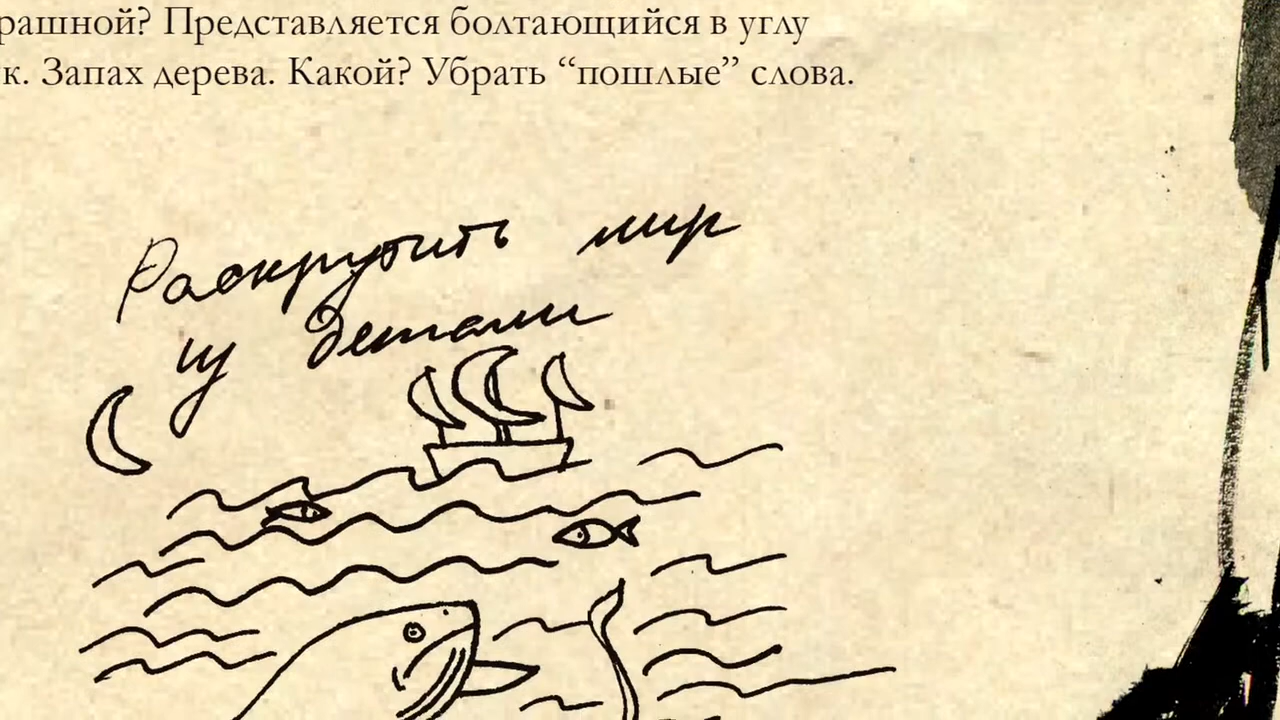 рашной? Представляется болтающийся в углу
к. Запах дерева. Какой? Убрать “пошлые” слова.
Раскрутить мир
из детали